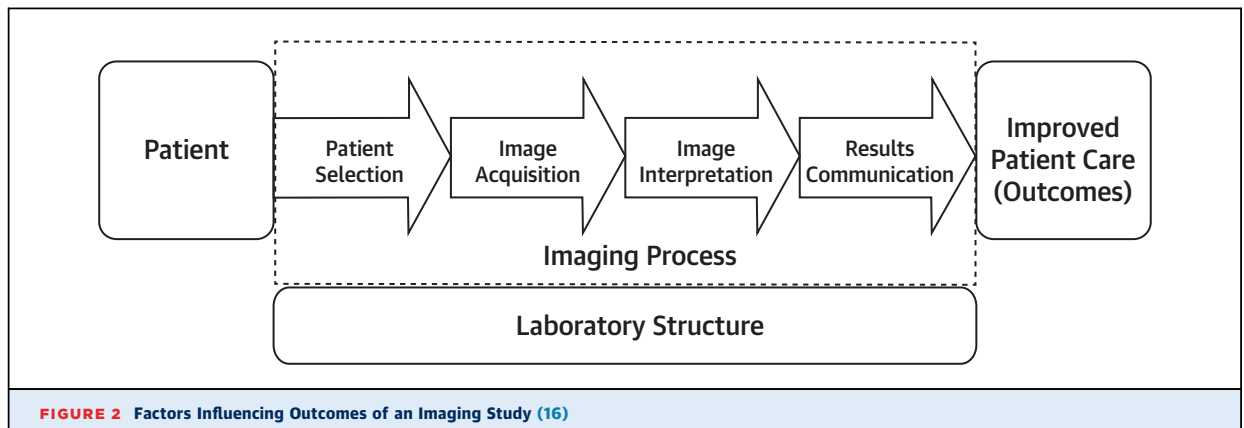 Patient
Patient
Selection
Image
Acquisition
Image
Interpretation
Results
Communication
Improved
Patient Care
(Outcomes)
Imaging Process
Laboratory Structure
FIGURE 2 Factors Influencing Outcomes of an Imaging Study (16)